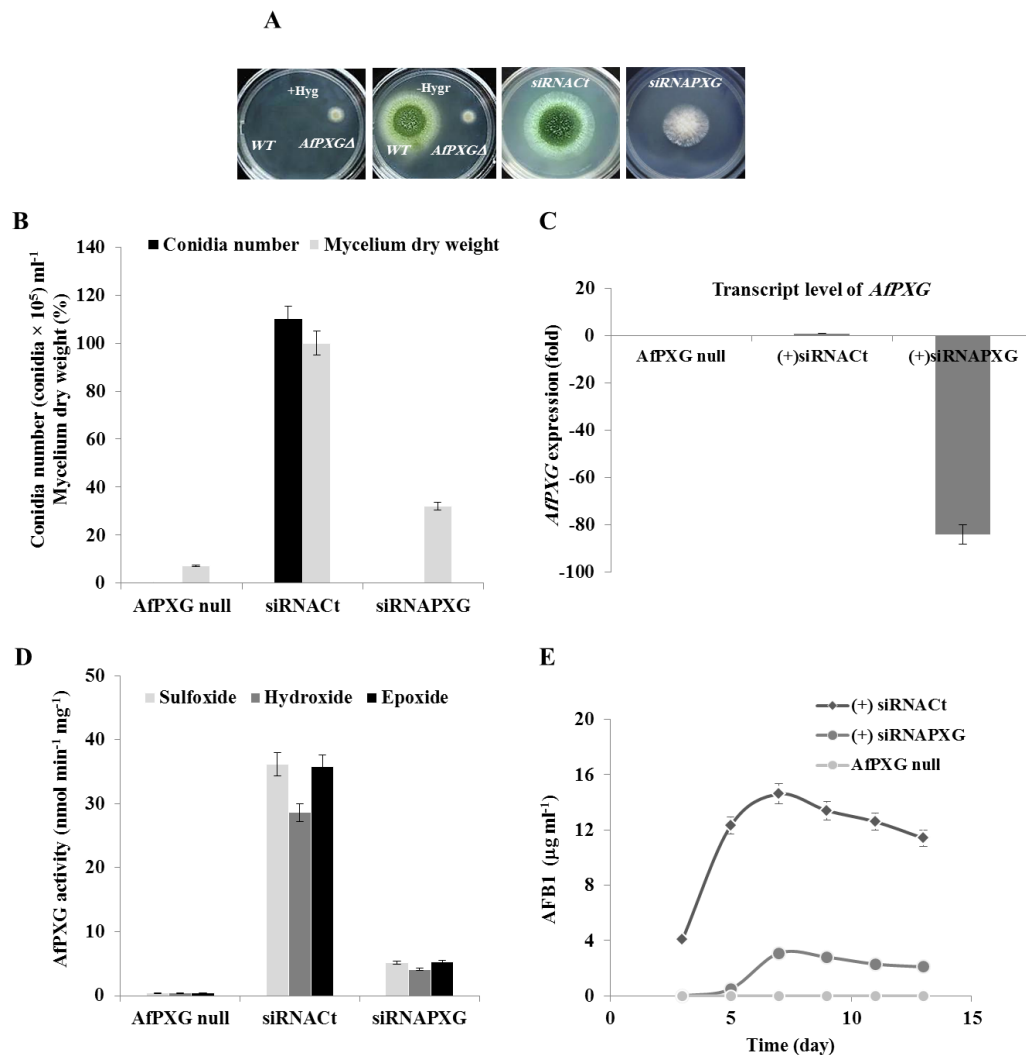 A
+Hyg
WT
AfPXGΔ
-Hygr
WT
AfPXGΔ
siRNACt
siRNAPXG
B
Conidia number
Mycelium dry weight
Conidia number (conidia × 10⁵) ml⁻¹
Mycelium dry weight (%)
140
120
100
80
60
40
20
0
AfPXG null
siRNACt
siRNAPXG
C
Transcript level of AfPXG
AfPXG expression (fold)
20
0
-20
-40
-60
-80
-100
AfPXG null
(+)siRNACt
(+)siRNAPXG
D
Sulfoxide
Hydroxide
Epoxide
AfPXG activity (nmol min⁻¹ mg⁻¹)
50
40
30
20
10
0
AfPXG null
siRNACt
siRNAPXG
E
(+) siRNACt
(+) siRNAPXG
AfPXG null
AFB1 (µg ml⁻¹)
20
16
12
8
4
0
0
5
10
15
Time (day)